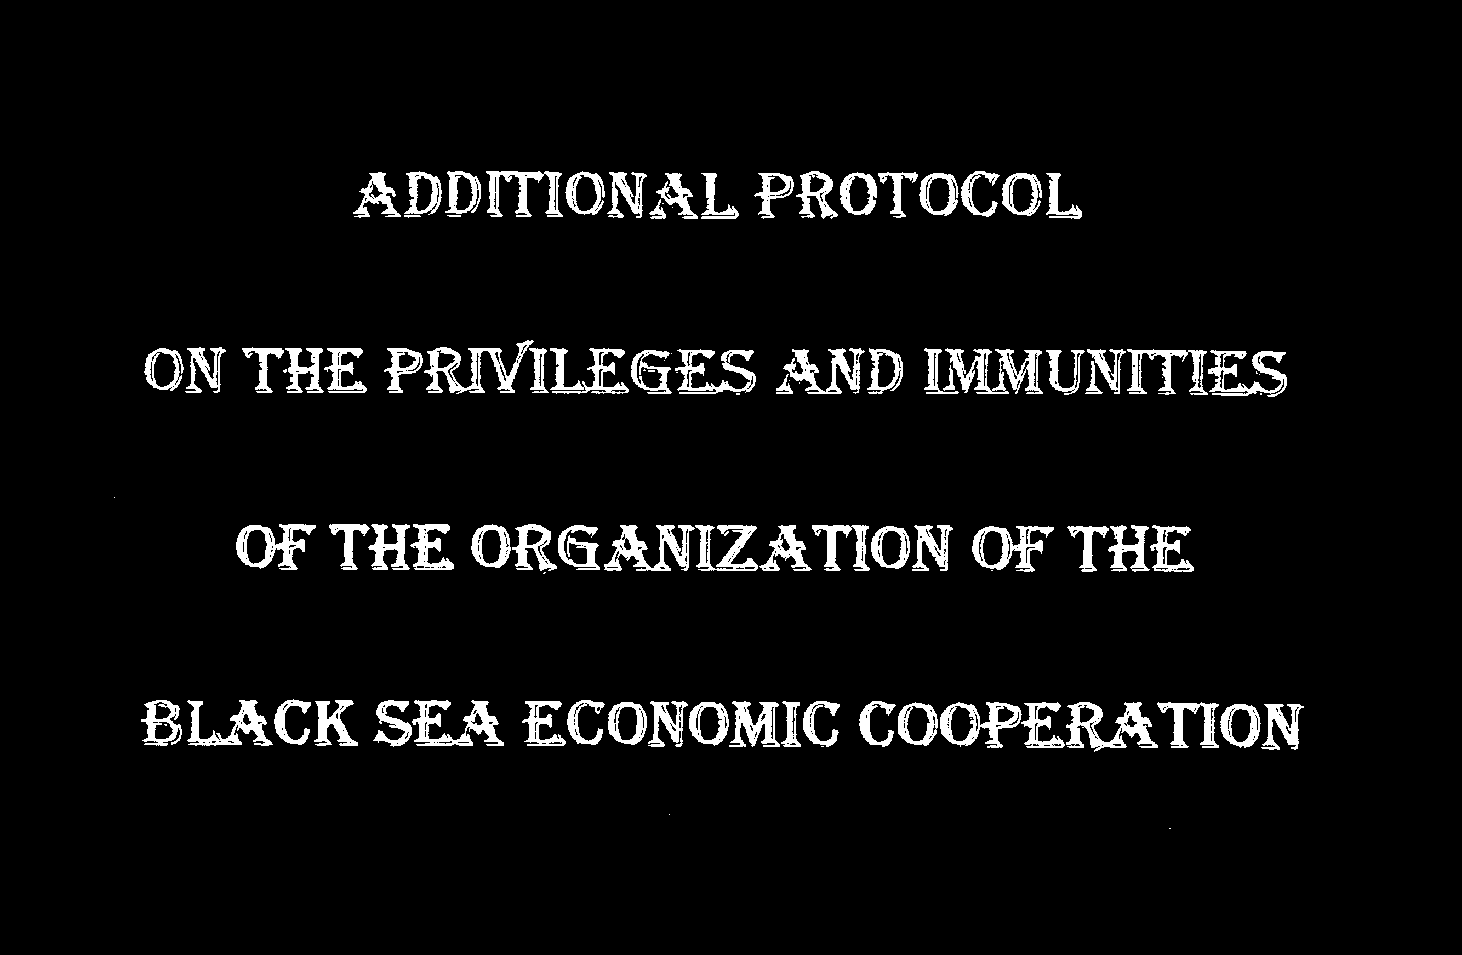 ADDITIONAL PROTOCOL
ON THE PRIVILEGES AND IMMUNITIES
OF THE ORGANIZATION OF THE
BLACK SEA ECONOMIC COOPERATION